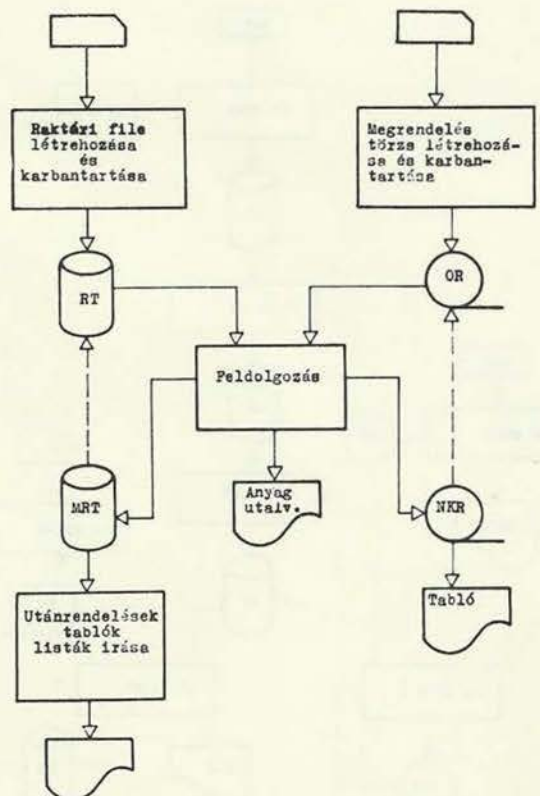 Raktári file
létrehozása
és
karbantartása
Megrendelés
törzs létrehozá-
sa és karban-
tartása
RT
OR
Feldolgozás
MRT
Anyag
utalv.
NKR
Utánrendelések
tablók
listák irása
Tabló